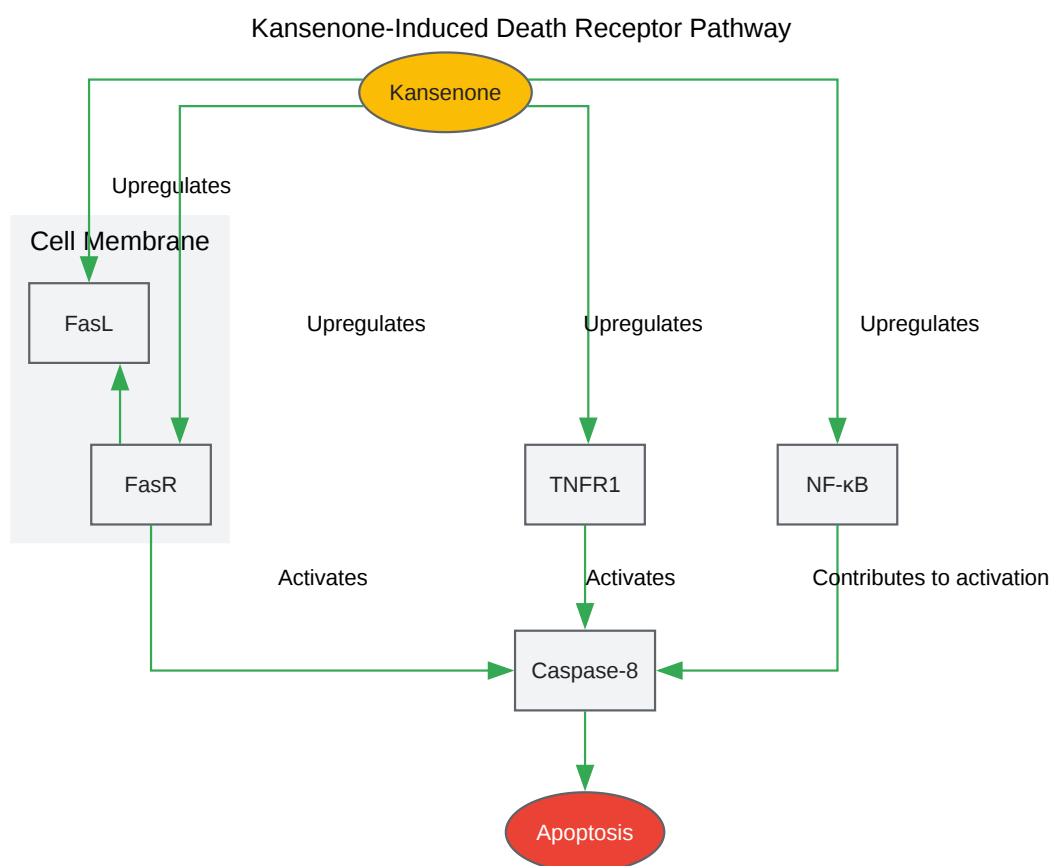 Kansenone-Induced Death Receptor Pathway
Kansenone
Upregulates
Cell Membrane
FasL
Upregulates
Upregulates
Upregulates
FasR
TNFR1
NF-κB
Activates
Activates
Contributes to activation
Caspase-8
Apoptosis